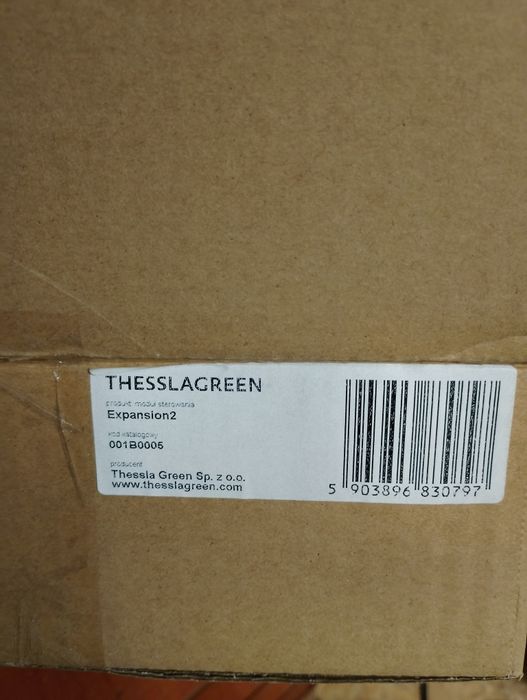 THESSLAGREEN
produkt: moduł sterowania
Expansion2
kod katalogowy
001B0005
producent
Thessla Green Sp. z o.o.
www.thesslagreen.com
5 903896 830797